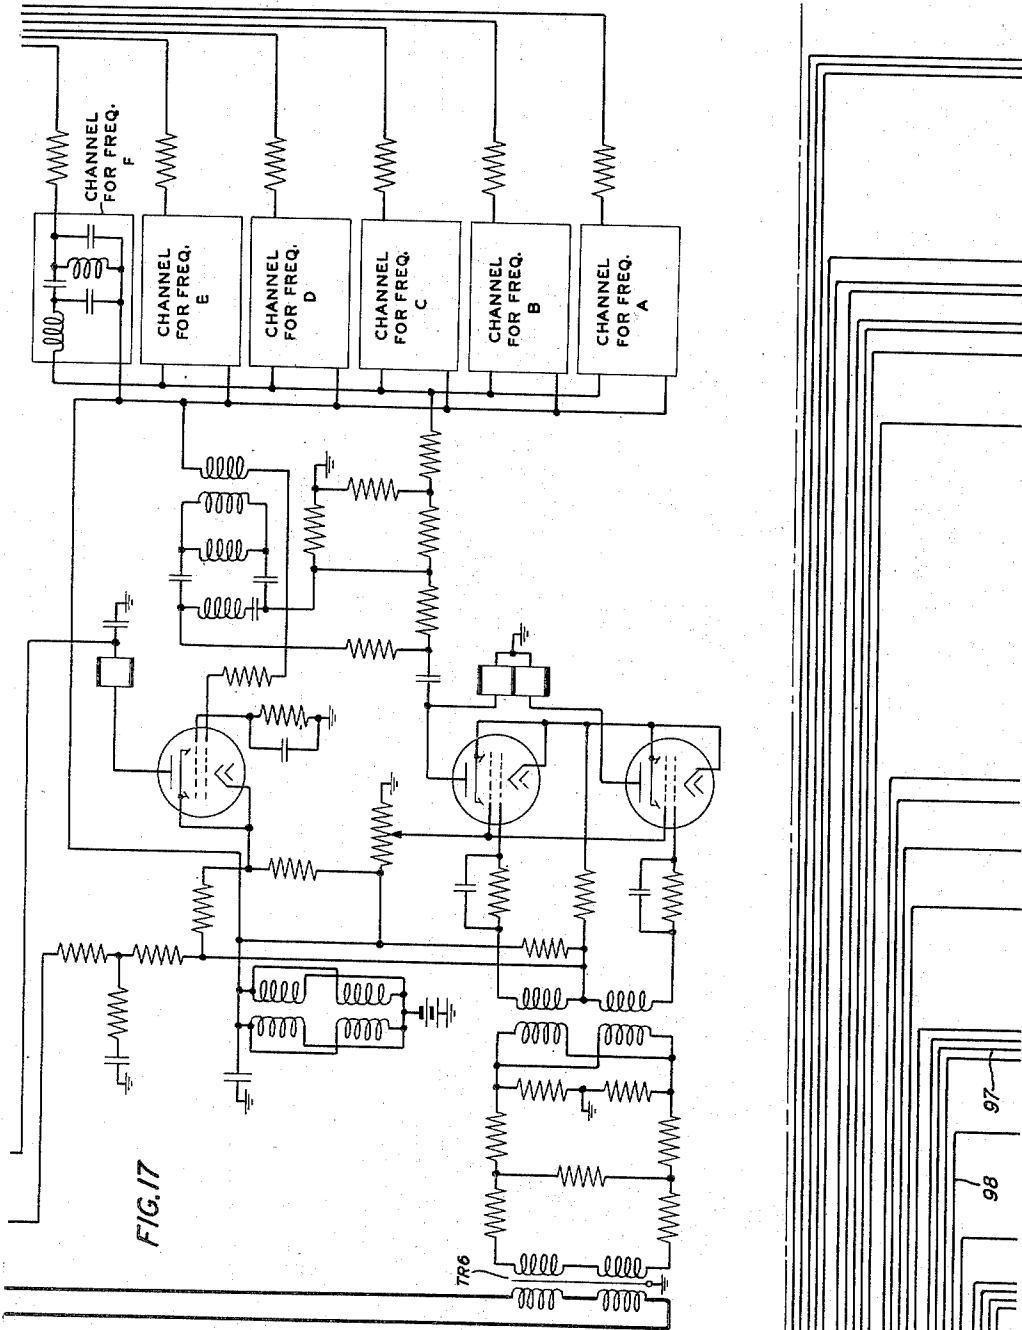 CHANNEL
FOR FREQ.
F
CHANNEL
FOR FREQ.
E
CHANNEL
FOR FREQ.
D
CHANNEL
FOR FREQ.
C
CHANNEL
FOR FREQ.
B
CHANNEL
FOR FREQ.
A
FIG.17
TR6
97
98